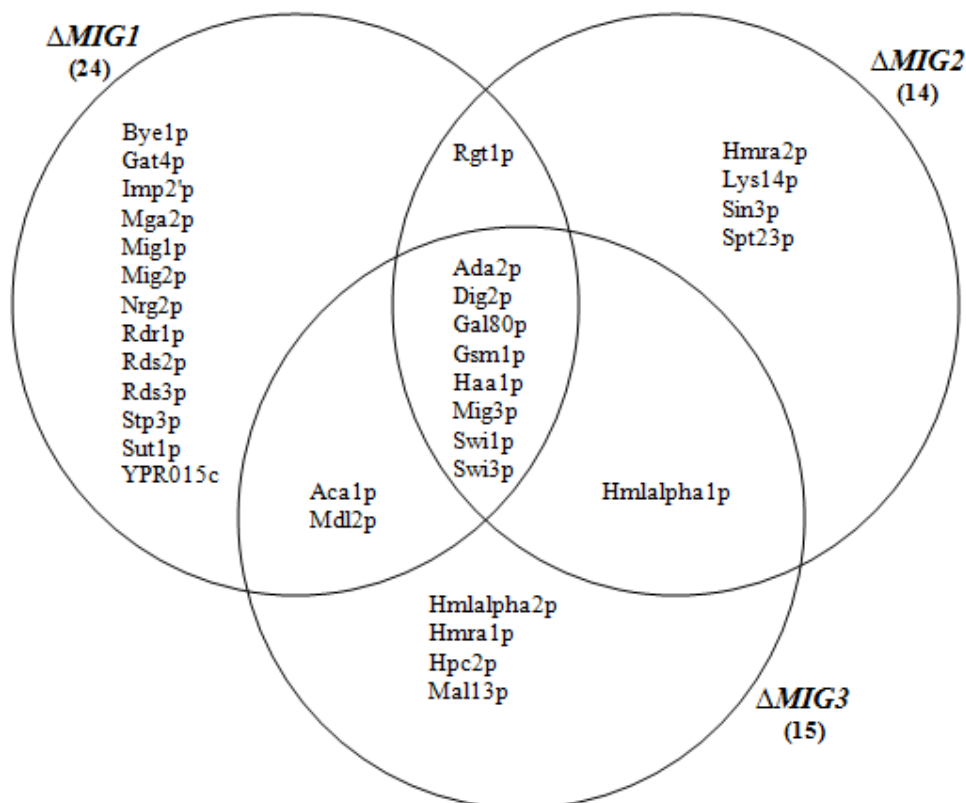 ΔMIG1
(24)
ΔMIG2
(14)
Bye1p
Gat4p
Imp2'p
Mga2p
Mig1p
Mig2p
Nrg2p
Rdr1p
Rds2p
Rds3p
Stp3p
Sut1p
YPR015c
Rgt1p
Hmra2p
Lys14p
Sin3p
Spt23p
Ada2p
Dig2p
Gal80p
Gsm1p
Haa1p
Mig3p
Swi1p
Swi3p
Aca1p
Mdl2p
Hmlalpha1p
Hmlalpha2p
Hmra1p
Hpc2p
Mal13p
ΔMIG3
(15)